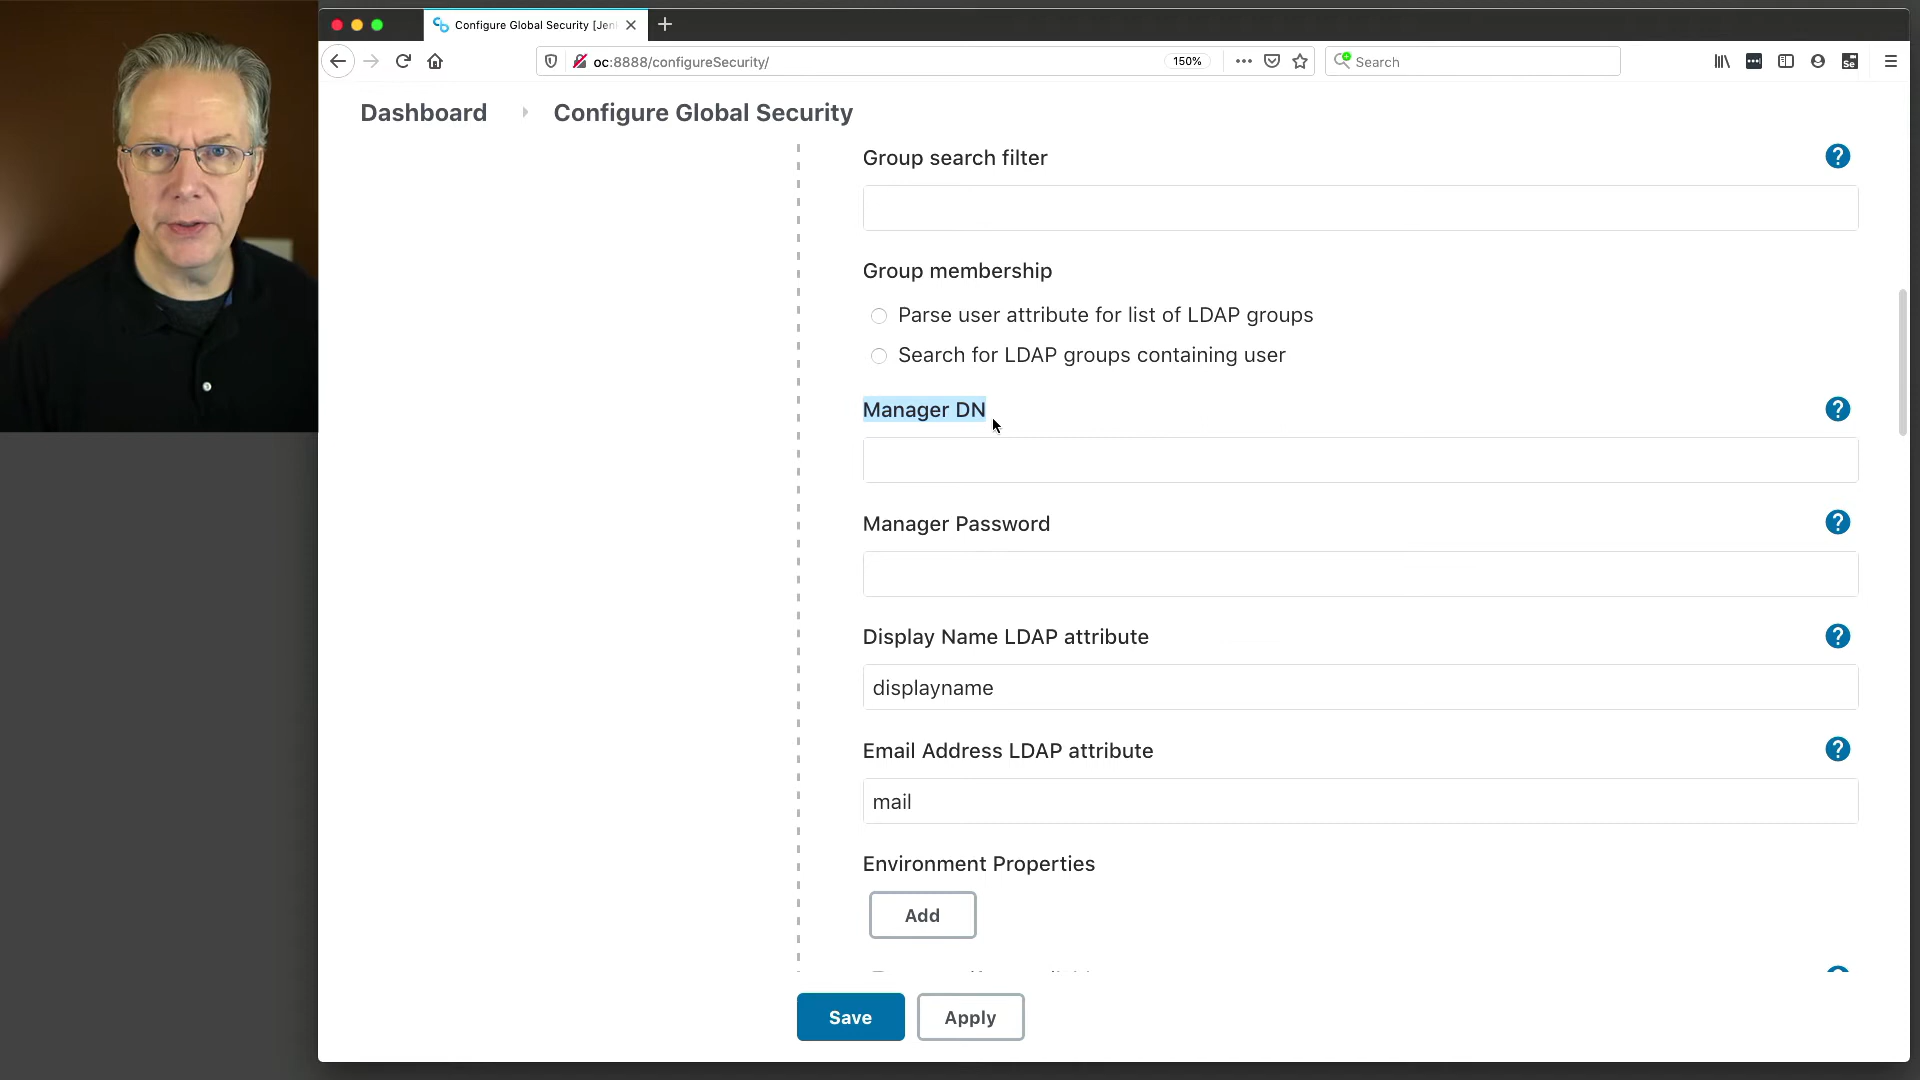 Configure Global Security [Jen
oc:8888/configureSecurity/
150%
Search
Se
Dashboard
Configure Global Security
Group search filter
?
Group membership
Parse user attribute for list of LDAP groups
Search for LDAP groups containing user
Manager DN
?
Manager Password
?
Display Name LDAP attribute
?
displayname
Email Address LDAP attribute
?
mail
Environment Properties
Add
Save
Apply